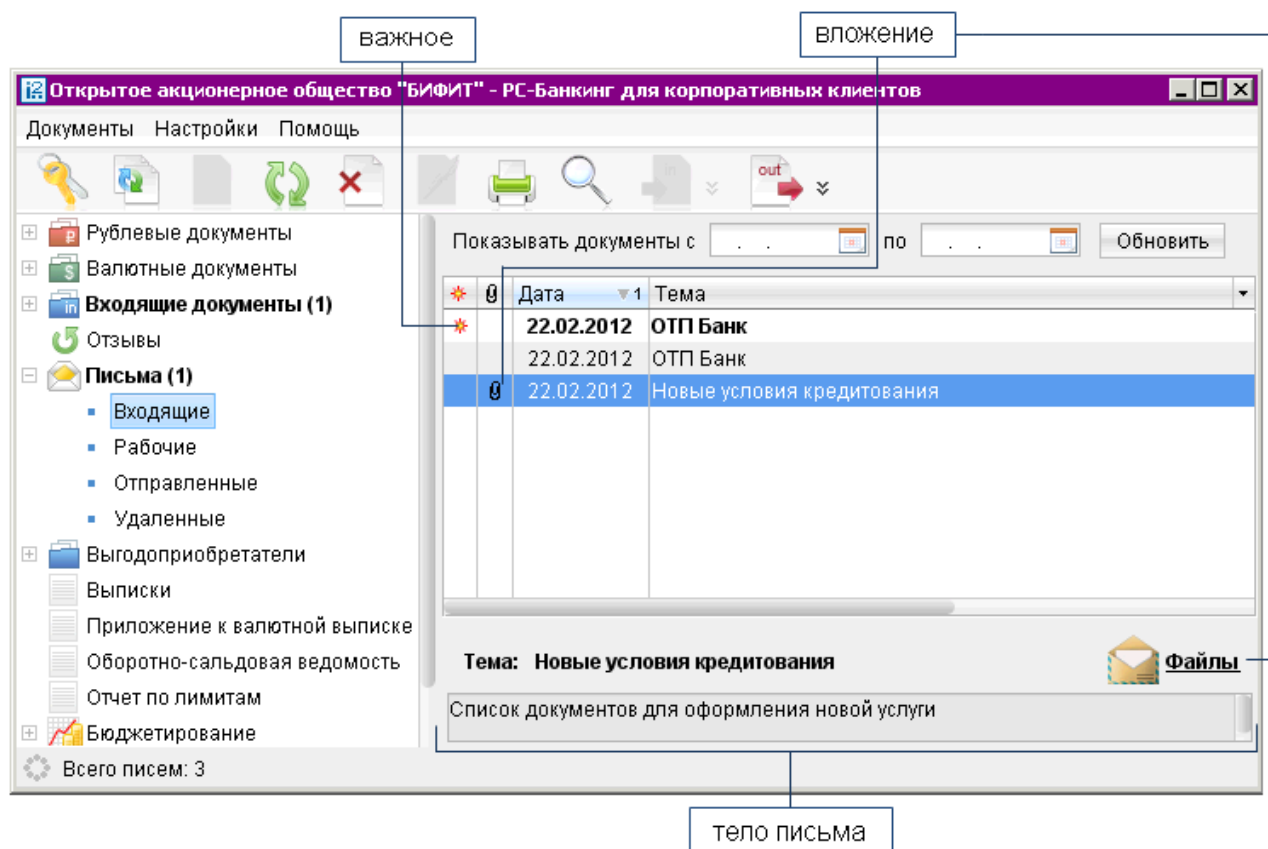 важное
вложение
Открытое акционерное общество "БИФИТ" - РС-Банкинг для корпоративных клиентов
Документы Настройки Помощь
in
out
Рублевые документы
Показывать документы с . . по . . Обновить
Валютные документы
Дата 1 Тема
Входящие документы (1)
22.02.2012 ОТП Банк
Отзывы
22.02.2012 ОТП Банк
Письма (1)
22.02.2012 Новые условия кредитования
Входящие
Рабочие
Отправленные
Удаленные
Выгодоприобретатели
Выписки
Приложение к валютной выписке
Оборотно-сальдовая ведомость
Тема: Новые условия кредитования Файлы
Отчет по лимитам
Список документов для оформления новой услуги
Бюджетирование
Всего писем: 3
тело письма